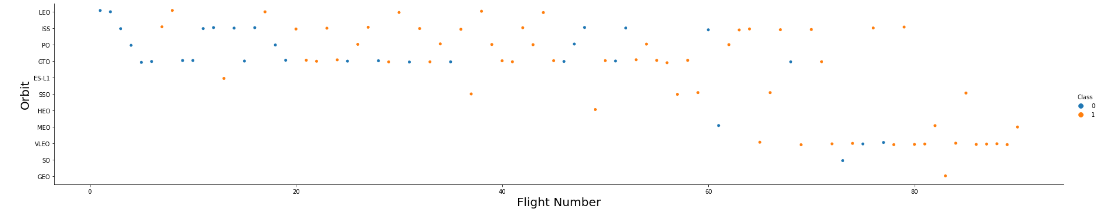 LEO
ISS
PO
GTO
ES-L1
SSO
HEO
MEO
VLEO
SO
GEO
Orbit
0
20
40
60
80
Flight Number
Class
0
1